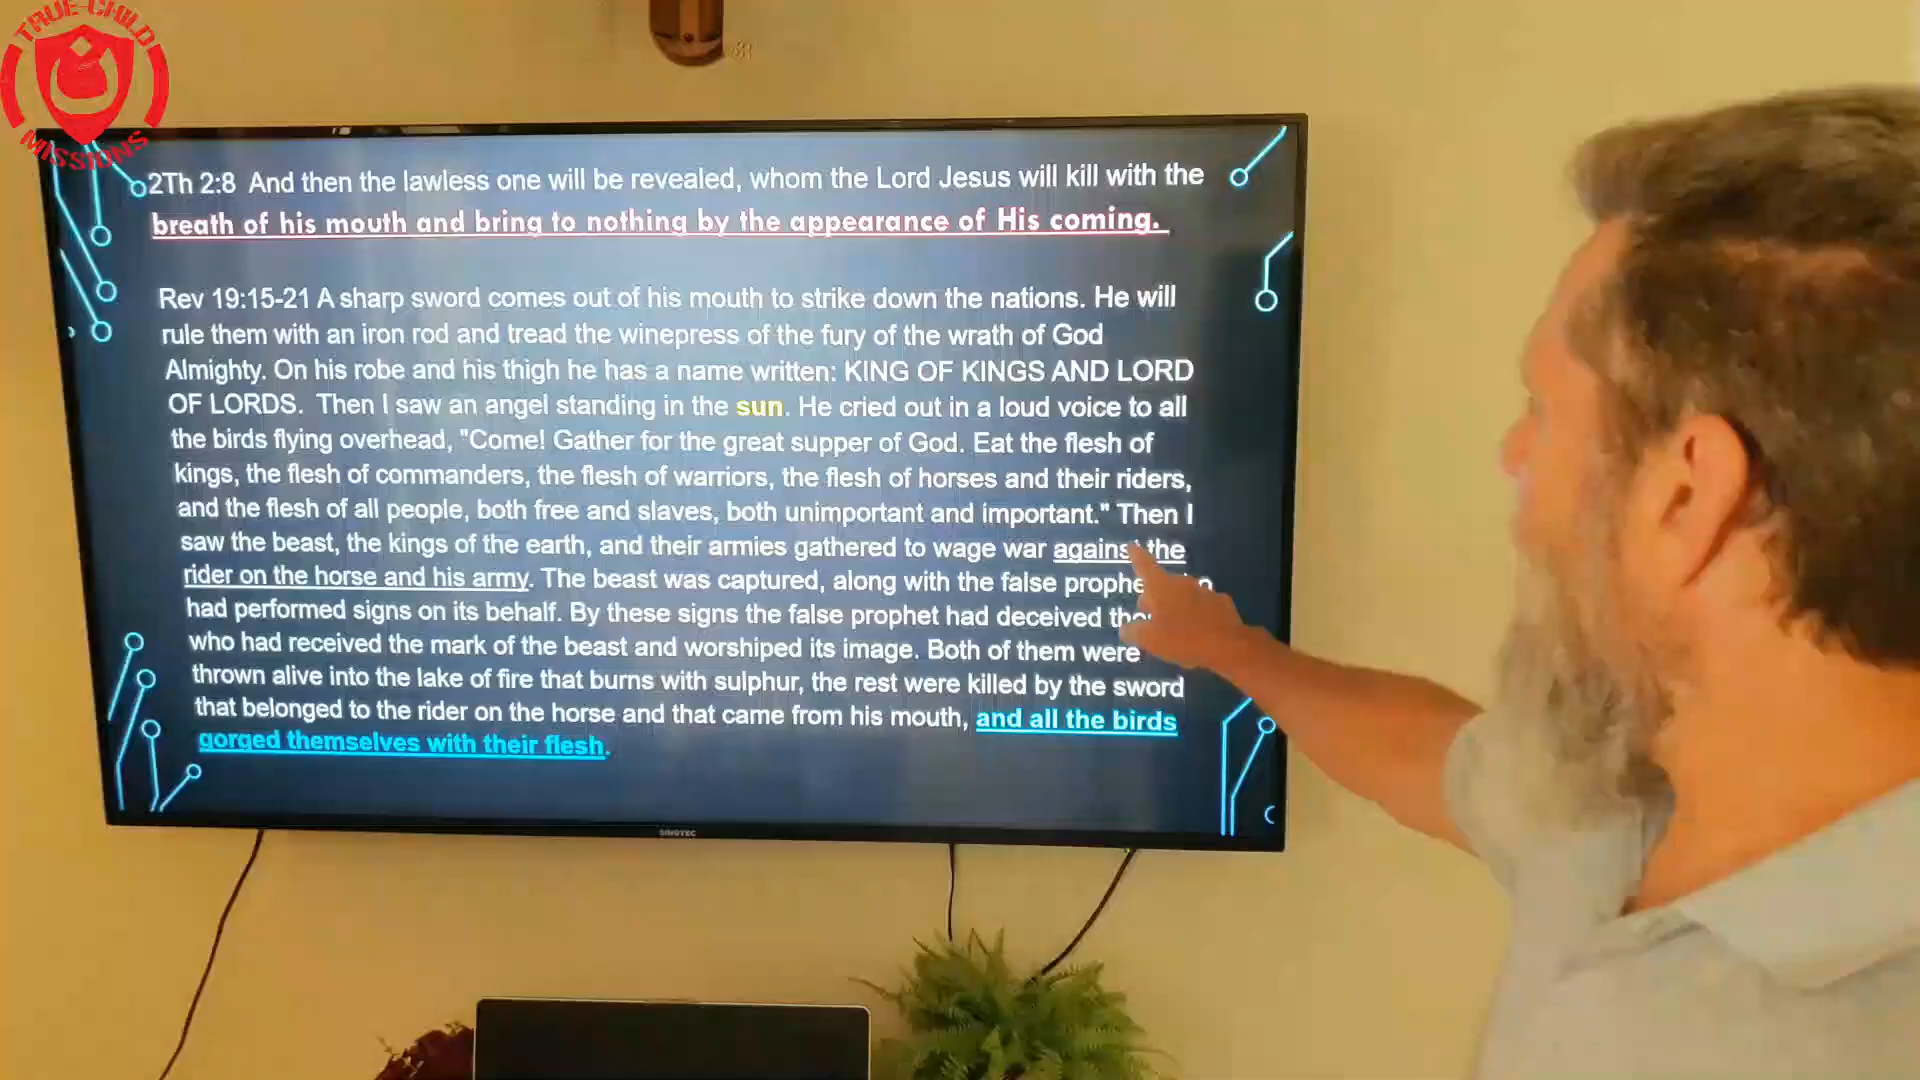 TRUE CHILD
MISSIONS
2Th 2:8 And then the lawless one will be revealed, whom the Lord Jesus will kill with the
breath of his mouth and bring to nothing by the appearance of His coming.
Rev 19:15-21 A sharp sword comes out of his mouth to strike down the nations. He will
rule them with an iron rod and tread the winepress of the fury of the wrath of God
Almighty. On his robe and his thigh he has a name written: KING OF KINGS AND LORD
OF LORDS. Then I saw an angel standing in the sun. He cried out in a loud voice to all
the birds flying overhead, "Come! Gather for the great supper of God. Eat the flesh of
kings, the flesh of commanders, the flesh of warriors, the flesh of horses and their riders,
and the flesh of all people, both free and slaves, both unimportant and important." Then I
saw the beast, the kings of the earth, and their armies gathered to wage war against the
rider on the horse and his army. The beast was captured, along with the false
had performed signs on its behalf. By these signs the false prophet had deceived
who had received the mark of the beast and worshiped its image. Both of them were
thrown alive into the lake of fire that burns with sulphur, the rest were killed by the sword
that belonged to the rider on the horse and that came from his mouth, and all the birds
gorged themselves with their flesh.
SINOTEC